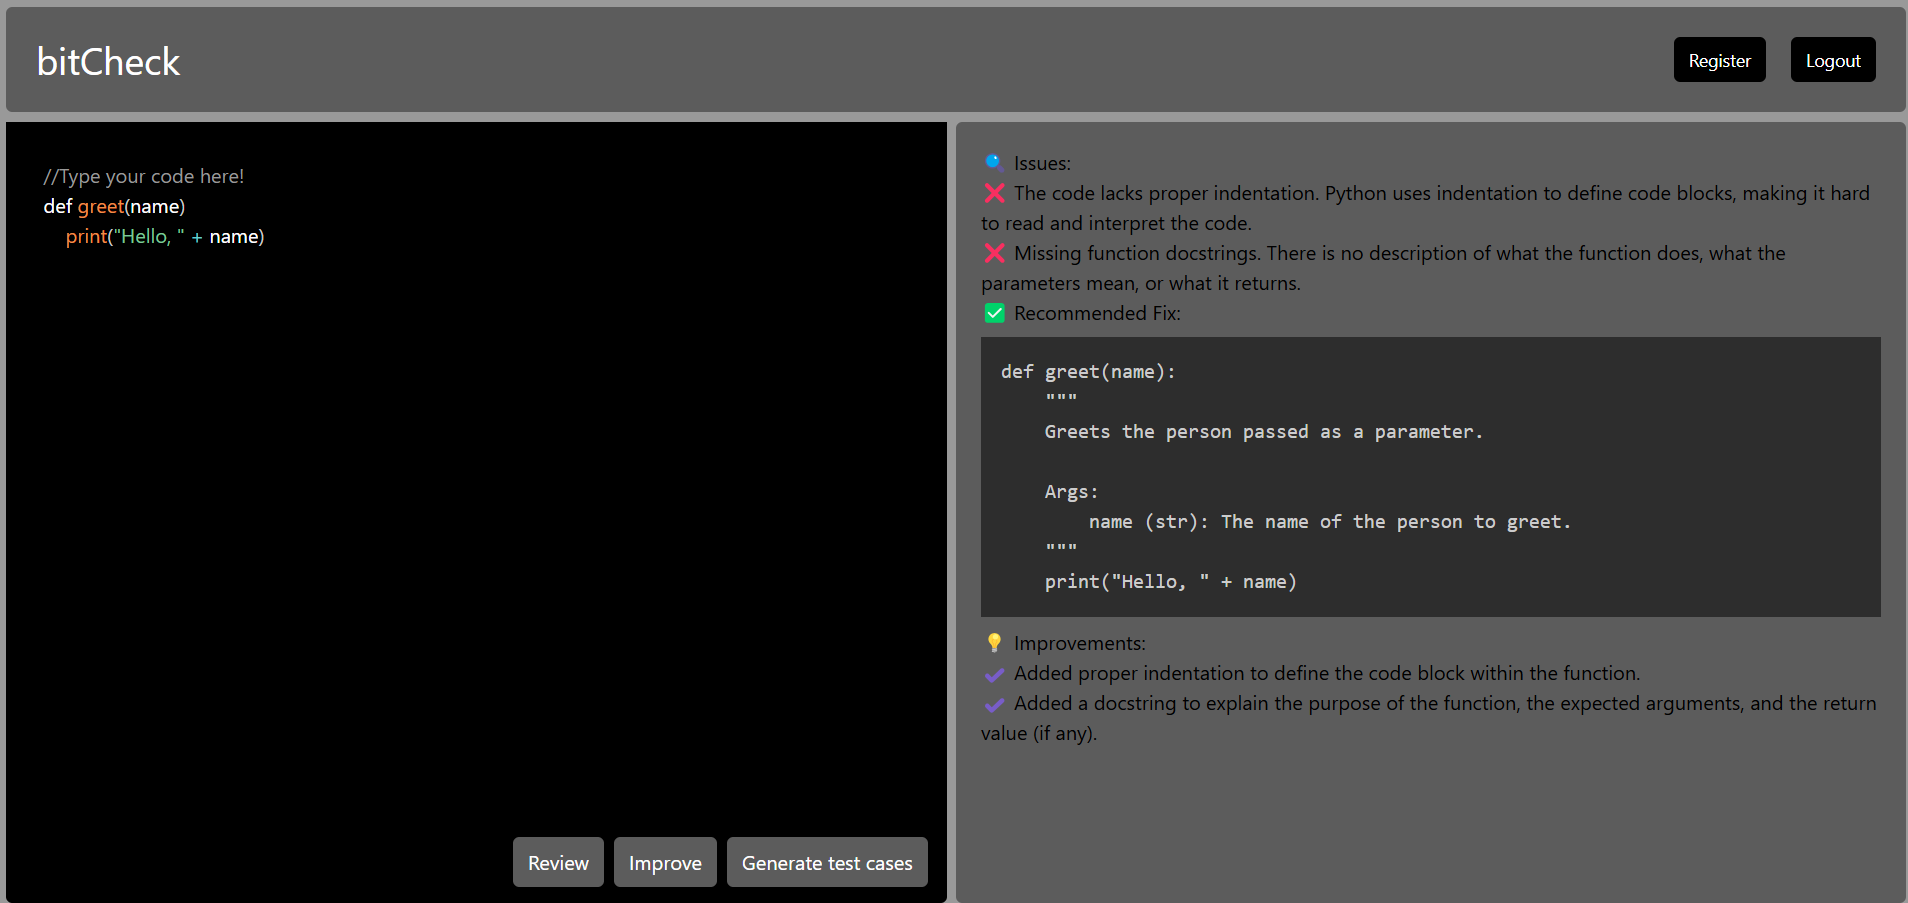 bitCheck
Register
Logout
//Type your code here!
def greet(name)
    print("Hello, " + name)
Review
Improve
Generate test cases
🔍 Issues:
❌ The code lacks proper indentation. Python uses indentation to define code blocks, making it hard
to read and interpret the code.
❌ Missing function docstrings. There is no description of what the function does, what the
parameters mean, or what it returns.
✅ Recommended Fix:
def greet(name):
    """
    Greets the person passed as a parameter.
    Args:
        name (str): The name of the person to greet.
    """
    print("Hello, " + name)
💡 Improvements:
✔ Added proper indentation to define the code block within the function.
✔ Added a docstring to explain the purpose of the function, the expected arguments, and the return
value (if any).